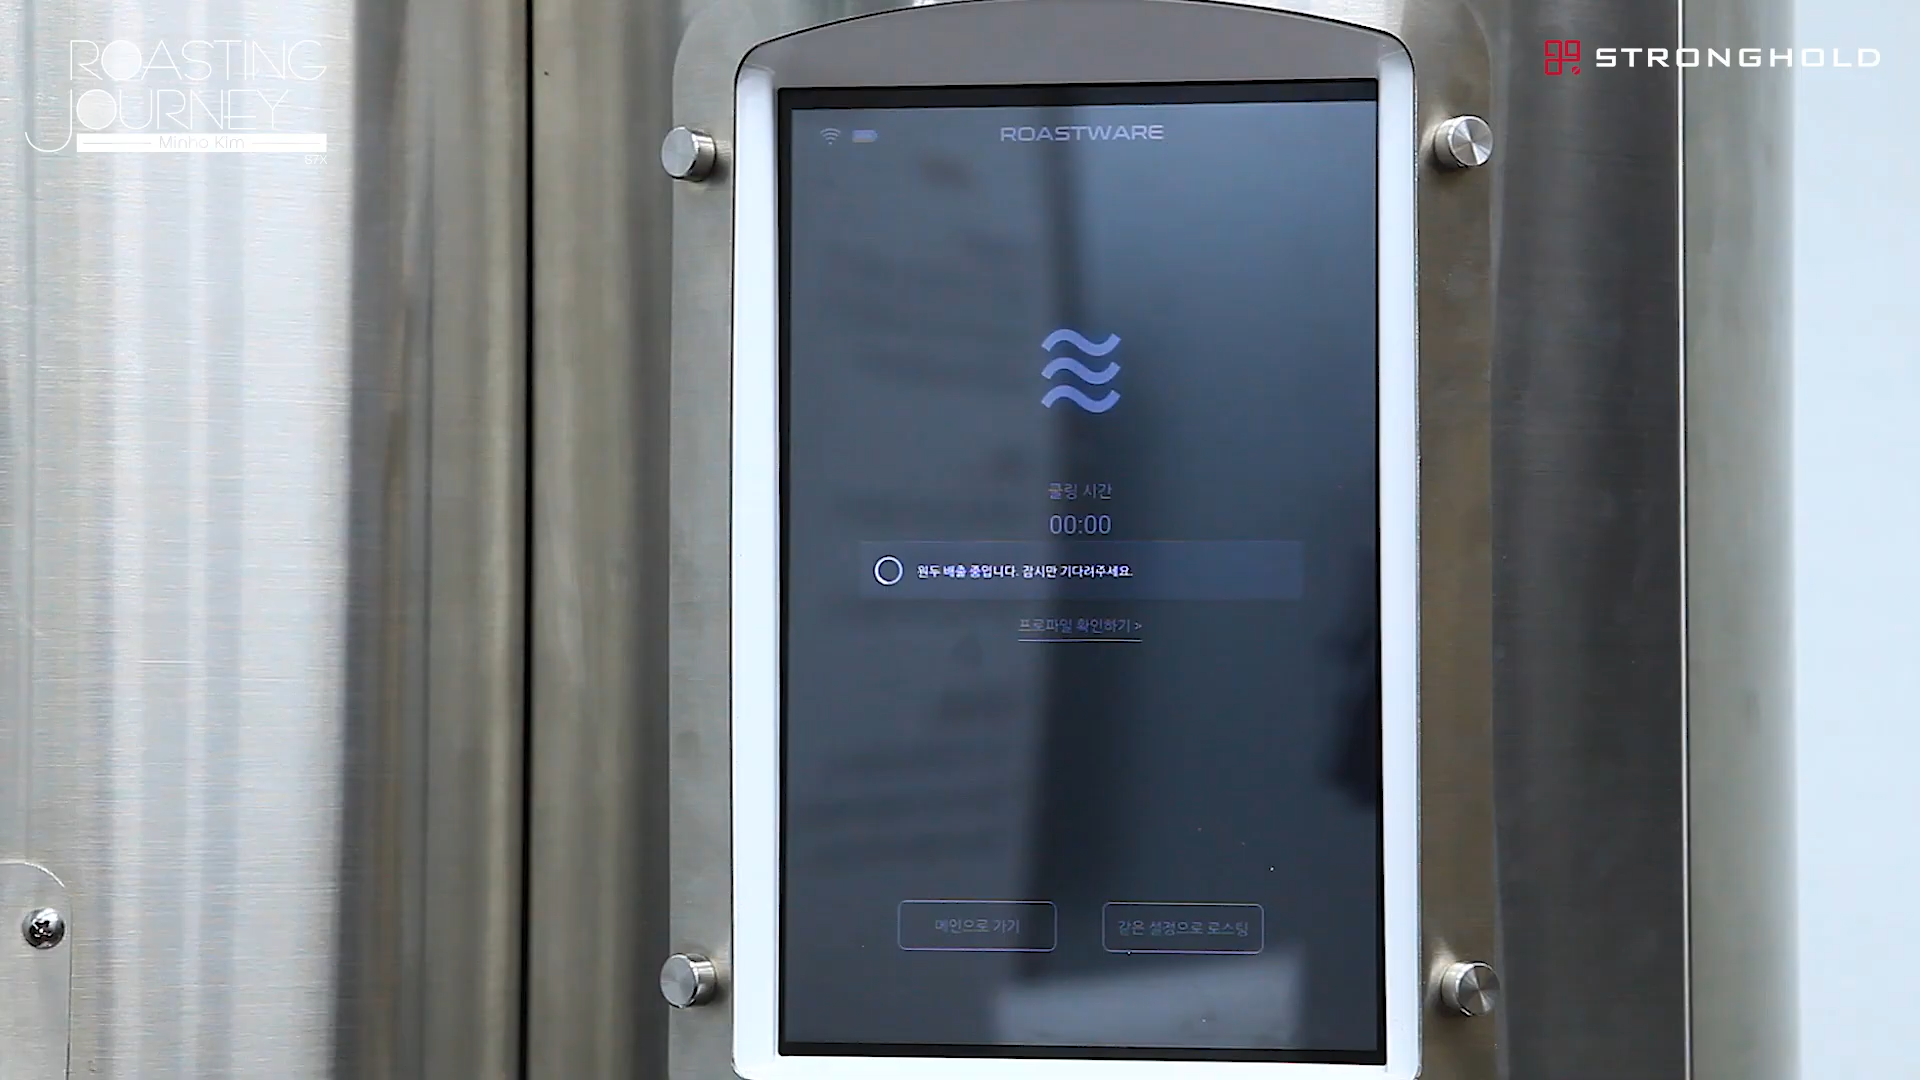 ROASTING
JOURNEY
Minho Kim
67X
STRONGHOLD
ROASTWARE
쿨링 시간
00:00
원두 배출 중입니다. 잠시만 기다려주세요.
프로파일 확인하기 >
메인으로 가기
같은 설정으로 로스팅